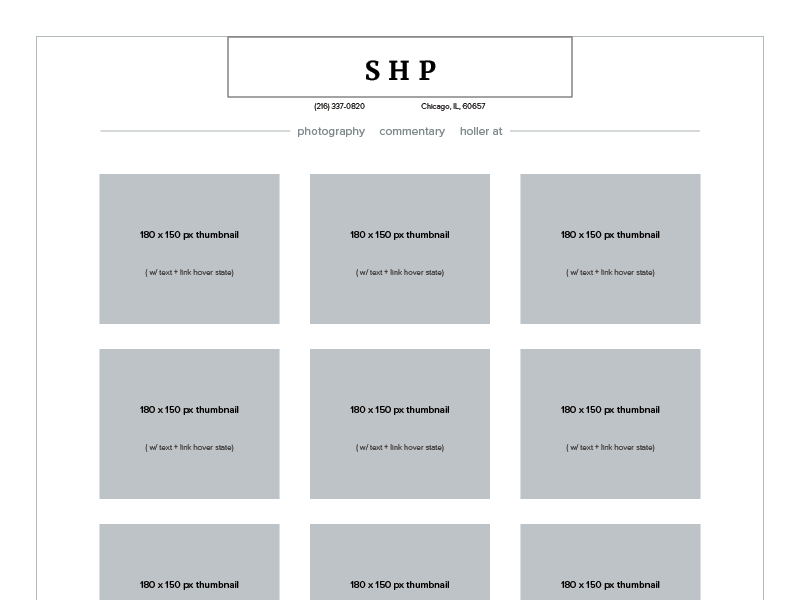 SHP
(216) 337-0820 Chicago, IL, 60657
photography commentary holler at
180 x 150 px thumbnail 180 x 150 px thumbnail 180 x 150 px thumbnail
( w/ text + link hover state) ( w/ text + link hover state) ( w/ text + link hover state)
180 x 150 px thumbnail 180 x 150 px thumbnail 180 x 150 px thumbnail
( w/ text + link hover state) ( w/ text + link hover state) ( w/ text + link hover state)
180 x 150 px thumbnail 180 x 150 px thumbnail 180 x 150 px thumbnail